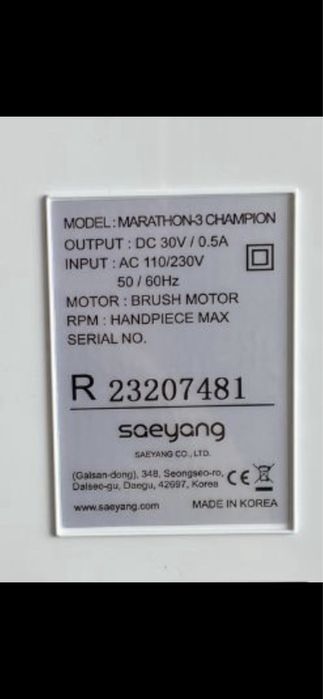 MODEL : MARATHON-3 CHAMPION
OUTPUT : DC 30V / 0.5A
INPUT : AC 110/230V
50 / 60Hz
MOTOR : BRUSH MOTOR
RPM : HANDPIECE MAX
SERIAL NO.
R 23207481
saeyang
SAEYANG CO., LTD.
(Galsan-dong), 348, Seongseo-ro,
Dalseo-gu, Daegu, 42697, Korea
CE
www.saeyang.com
MADE IN KOREA